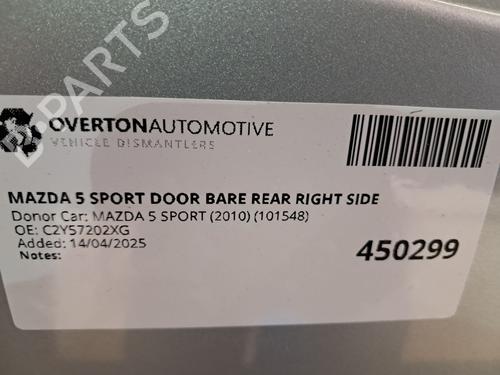 B-PARTS
OVERTONAUTOMOTIVE
VEHICLE DISMANTLERS
MAZDA 5 SPORT DOOR BARE REAR RIGHT SIDE
Donor Car: MAZDA 5 SPORT (2010) (101548)
OE: C2Y57202XG
Added: 14/04/2025
Notes:
450299